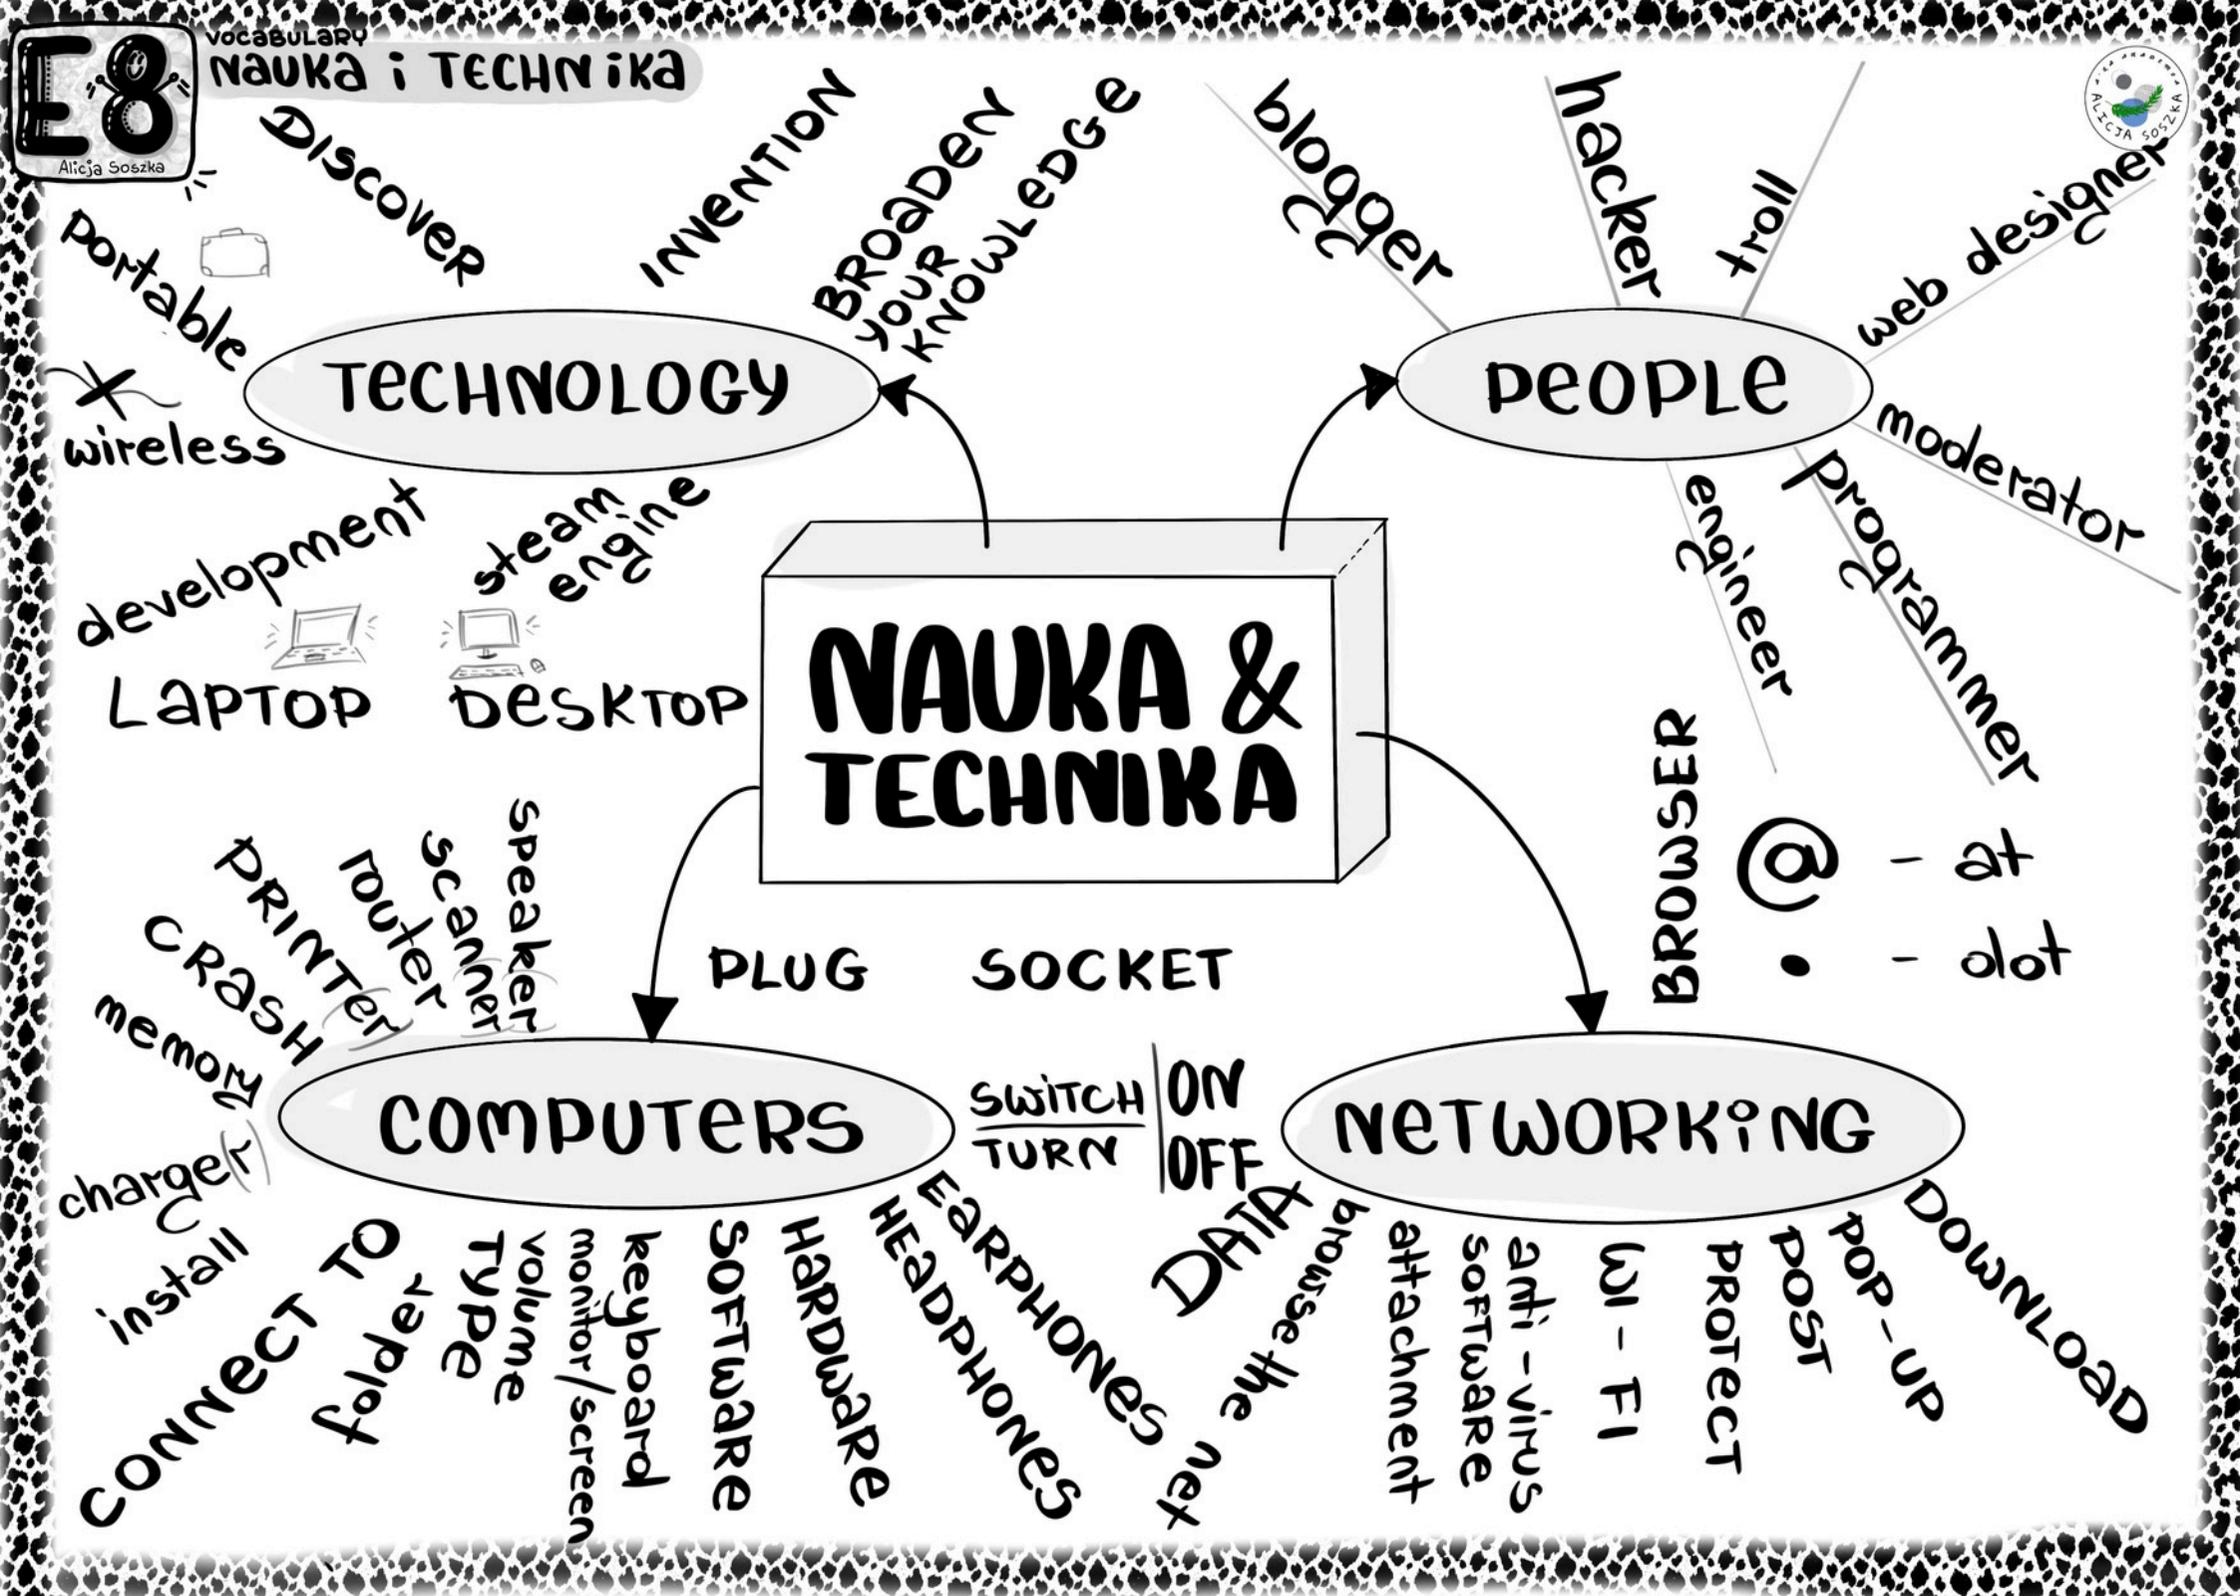 E8
Alicja Soszka
VOCABULARY
NAUKA i TECHNiKA
ALICJA SOSZKA
DISCOVER
INVENTION
BROADEN
YOUR
KNOWLEDGE
portable
wireless
TECHNOLOGY
development
steam
engine
LAPTOP
DESKTOP
blogger
hacker
troll
web designer
PEOPLE
moderator
programmer
engineer
NAUKA &
TECHNIKA
BROWSER
@ - at
• - dot
speaker
scanner
router
PRINTer
CRASH
memory
charge(r)
install
CONNECT TO
folder
TYPE
volume
monitor/screen
keyboard
SOFTWARE
HARDWARE
HEADPHONES
EARPHONES
COMPUTERS
PLUG
SOCKET
SWiTCH
TURN
ON
OFF
NETWORKiNG
DATA
browse the net
attachment
anti-virus
SOFTWARE
WI-FI
PROTECT
POST
POP-UP
DOWNLOAD